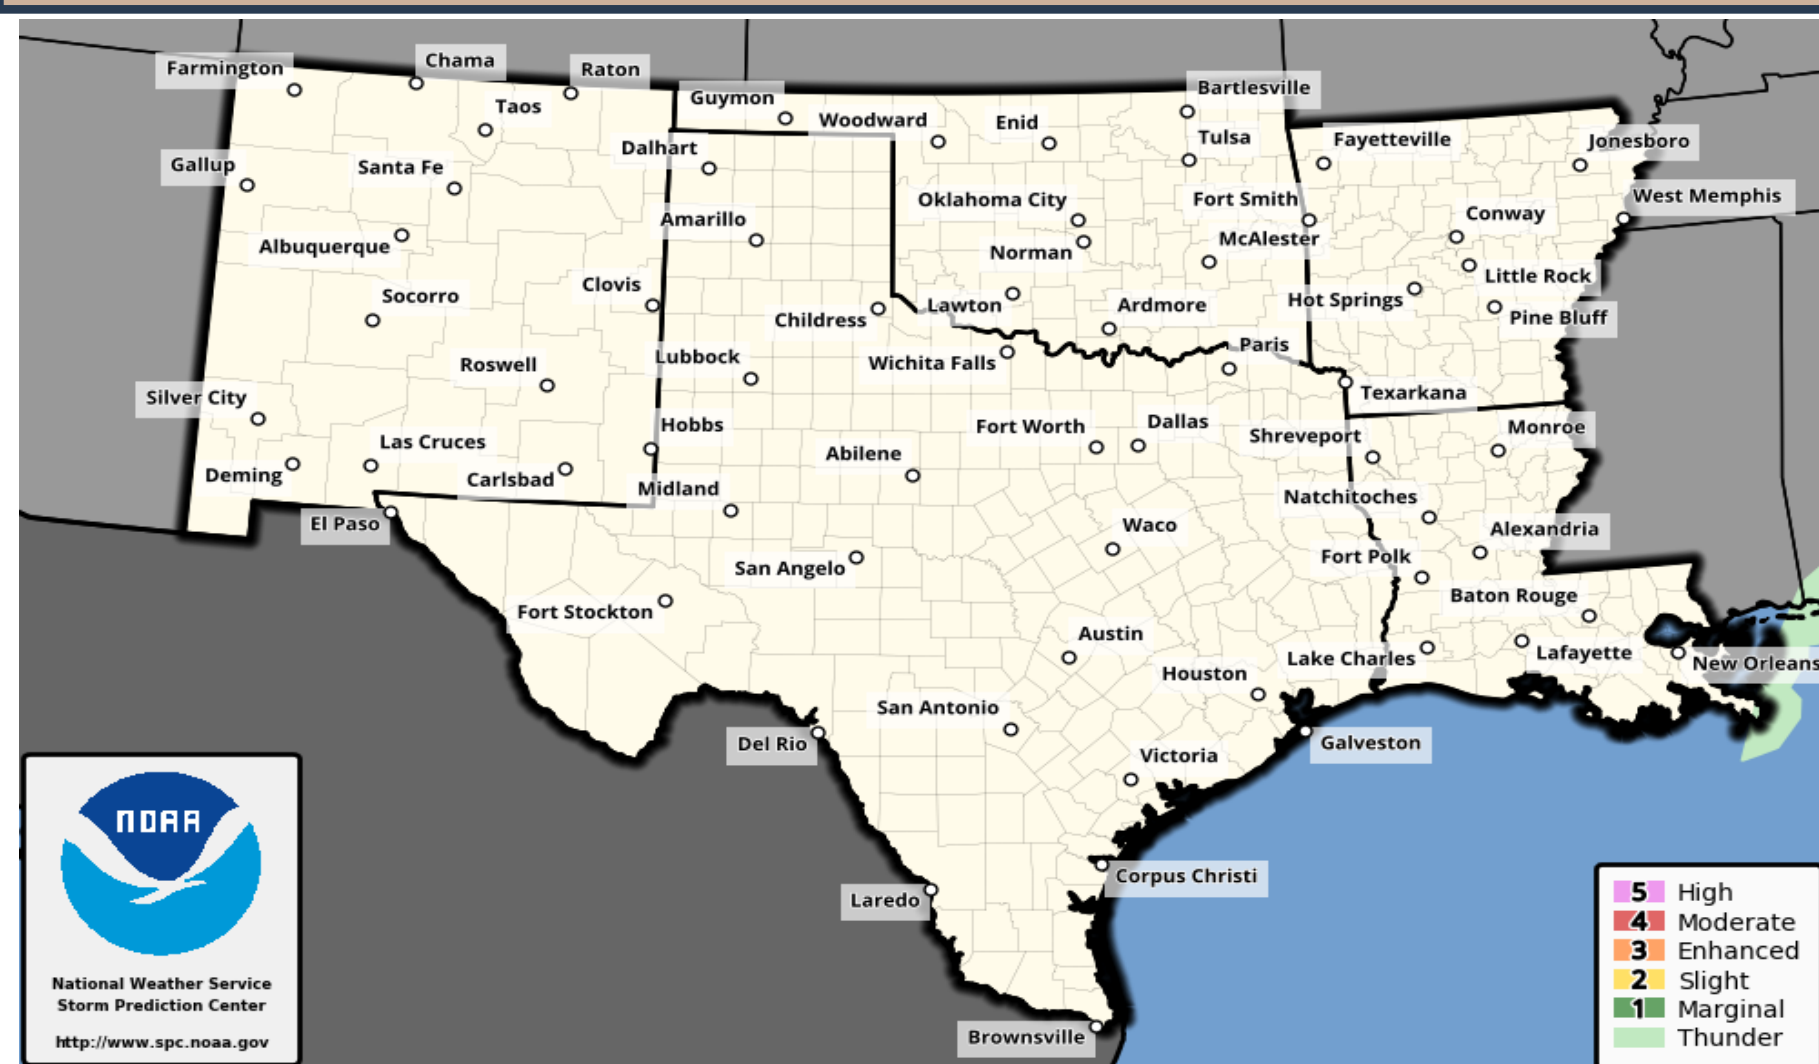 Farmington
Chama
Raton
Guymon
Bartlesville
Taos
Woodward
Enid
Tulsa
Fayetteville
Jonesboro
Gallup
Santa Fe
Dalhart
Oklahoma City
Fort Smith
West Memphis
Amarillo
Conway
Albuquerque
Norman
McAlester
Little Rock
Socorro
Clovis
Childress
Lawton
Ardmore
Hot Springs
Pine Bluff
Roswell
Lubbock
Wichita Falls
Paris
Texarkana
Silver City
Las Cruces
Hobbs
Fort Worth
Dallas
Shreveport
Monroe
Deming
Carlsbad
Midland
Abilene
Natchitoches
El Paso
Waco
Alexandria
San Angelo
Fort Polk
Fort Stockton
Baton Rouge
Austin
Lake Charles
Lafayette
New Orleans
Houston
San Antonio
Del Rio
Victoria
Galveston
Laredo
Corpus Christi
Brownsville
NOAA
National Weather Service
Storm Prediction Center
http://www.spc.noaa.gov
5 High
4 Moderate
3 Enhanced
2 Slight
1 Marginal
Thunder